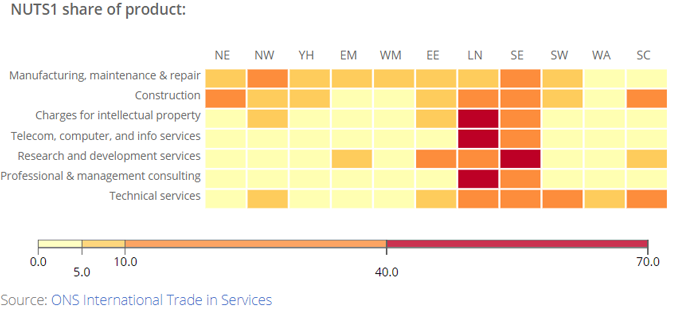 NUTS1 share of product:
NE NW YH EM WM EE LN SE SW WA SC
Manufacturing, maintenance & repair
Construction
Charges for intellectual property
Telecom, computer, and info services
Research and development services
Professional & management consulting
Technical services
0.0 5.0 10.0 40.0 70.0
Source: ONS International Trade in Services